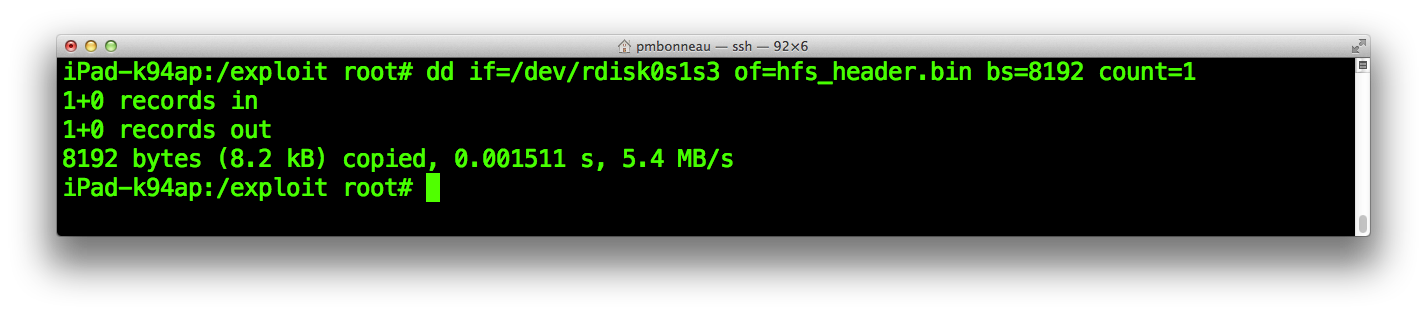 pmbonneau — ssh — 92×6
iPad-k94ap:/exploit root# dd if=/dev/rdisk0s1s3 of=hfs_header.bin bs=8192 count=1
1+0 records in
1+0 records out
8192 bytes (8.2 kB) copied, 0.001511 s, 5.4 MB/s
iPad-k94ap:/exploit root#